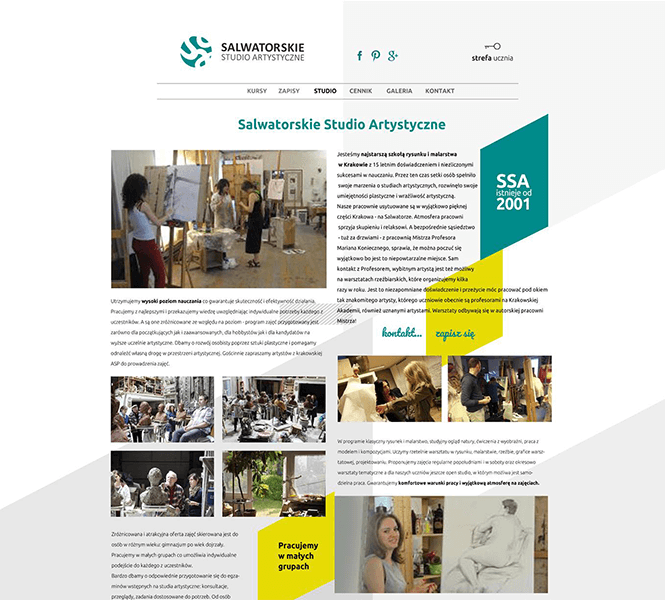 SALWATORSKIE
STUDIO ARTYSTYCZNE
strefa ucznia
KURSY ZAPISY STUDIO CENNIK GALERIA KONTAKT
Salwatorskie Studio Artystyczne
Jesteśmy najstarszą szkołą rysunku i malarstwa
w Krakowie z 15 letnim doświadczeniem i niezliczonymi
sukcesami w nauczaniu. Przez ten czas setki osób spełniło
swoje marzenia o studiach artystycznych, rozwinęło swoje
umiejętności plastyczne i wrażliwość artystyczną.
Nasze pracownie usytuowane są w wyjątkowo pięknej
części Krakowa - na Salwatorze. Atmosfera pracowni
sprzyja skupieniu i relaksowi. A bezpośrednie sąsiedztwo
- tuż za drzwiami - z pracownią Mistrza Profesora
Mariana Koniecznego, sprawia, że można poczuć się
wyjątkowo bo jest to niepowtarzalne miejsce. Sam
kontakt z Profesorem, wybitnym artystą jest też możliwy
na warsztatach rzeźbiarskich, które organizujemy kilka
razy w roku. Jest to niezapomniane doświadczenie i przeżycie móc pracować pod okiem
tak znakomitego artysty, którego uczniowie obecnie są profesorami na Krakowskiej
Akademii, również uznanymi artystami. Warsztaty odbywają się w autorskiej pracowni
Mistrza!
SSA
istnieje od
2001
kontakt... zapisz się
Utrzymujemy wysoki poziom nauczania co gwarantuje skuteczność i efektywność działania.
Pracujemy z najlepszymi i przekazujemy wiedzę uwzględniając indywidualne potrzeby każdego z
uczestników. A są one zróżnicowane ze względu na poziom - program zajęć przygotowany jest
zarówno dla początkujących jak i zaawansowanych, dla hobbystów jak i dla kandydatów na
wyższe uczelnie artystyczne. Dbamy o rozwój osobisty poprzez sztuki plastyczne i pomagamy
odnaleźć własną drogę w przestrzeni artystycznej. Gościnnie zapraszamy artystów z krakowskiej
ASP do prowadzenia zajęć.
W programie klasyczny rysunek i malarstwo, studyjny ogląd natury, ćwiczenia z wyobraźni, praca z
modelem i kompozycjami. Uczymy rzetelnie warsztatu w rysunku, malarstwie, rzeźbie, grafice warsz-
tatowej, projektowaniu. Proponujemy zajęcia regularne popołudniami i w soboty oraz okresowo
warsztaty tematyczne a dla naszych uczniów jeszcze open studio, w którym możliwa jest samo-
dzielna praca. Gwarantujemy komfortowe warunki pracy i wyjątkową atmosferę na zajęciach.
Zróżnicowana i atrakcyjna oferta zajęć skierowana jest do
osób w różnym wieku: gimnazjum po wiek dojrzały.
Pracujemy w małych grupach co umożliwia indywidualne
podejście do każdego z uczestników.
Bardzo dbamy o odpowiednie przygotowanie się do egza-
minów wstępnych na studia artystyczne: konsultacje,
przeglądy, zadania dostosowane do potrzeb. Od osób
Pracujemy
w małych
grupach